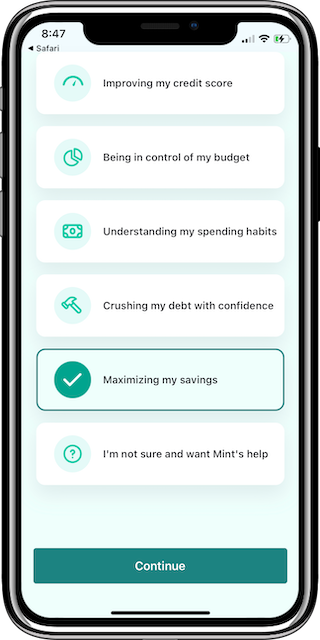 8:47
Safari
Improving my credit score
Being in control of my budget
Understanding my spending habits
Crushing my debt with confidence
Maximizing my savings
I'm not sure and want Mint's help
Continue